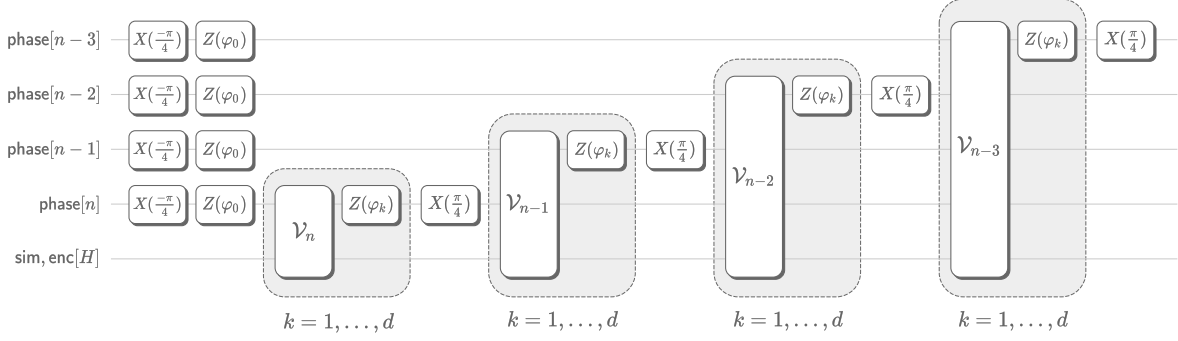 phase[n − 3] X(−π/4) Z(φ₀) 𝒱ₙ₋₃ Z(φₖ) X(π/4)
phase[n − 2] X(−π/4) Z(φ₀) 𝒱ₙ₋₂ Z(φₖ) X(π/4)
phase[n − 1] X(−π/4) Z(φ₀) 𝒱ₙ₋₁ Z(φₖ) X(π/4)
phase[n] X(−π/4) Z(φ₀) 𝒱ₙ Z(φₖ) X(π/4)
sim, enc[H]
k = 1, . . . , d k = 1, . . . , d k = 1, . . . , d k = 1, . . . , d